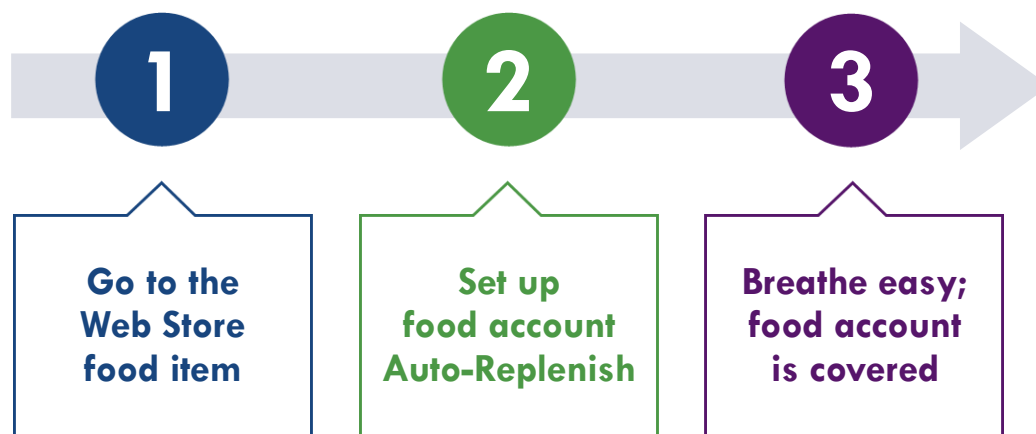 1
2
3
Go to the
Web Store
food item
Set up
food account
Auto-Replenish
Breathe easy;
food account
is covered